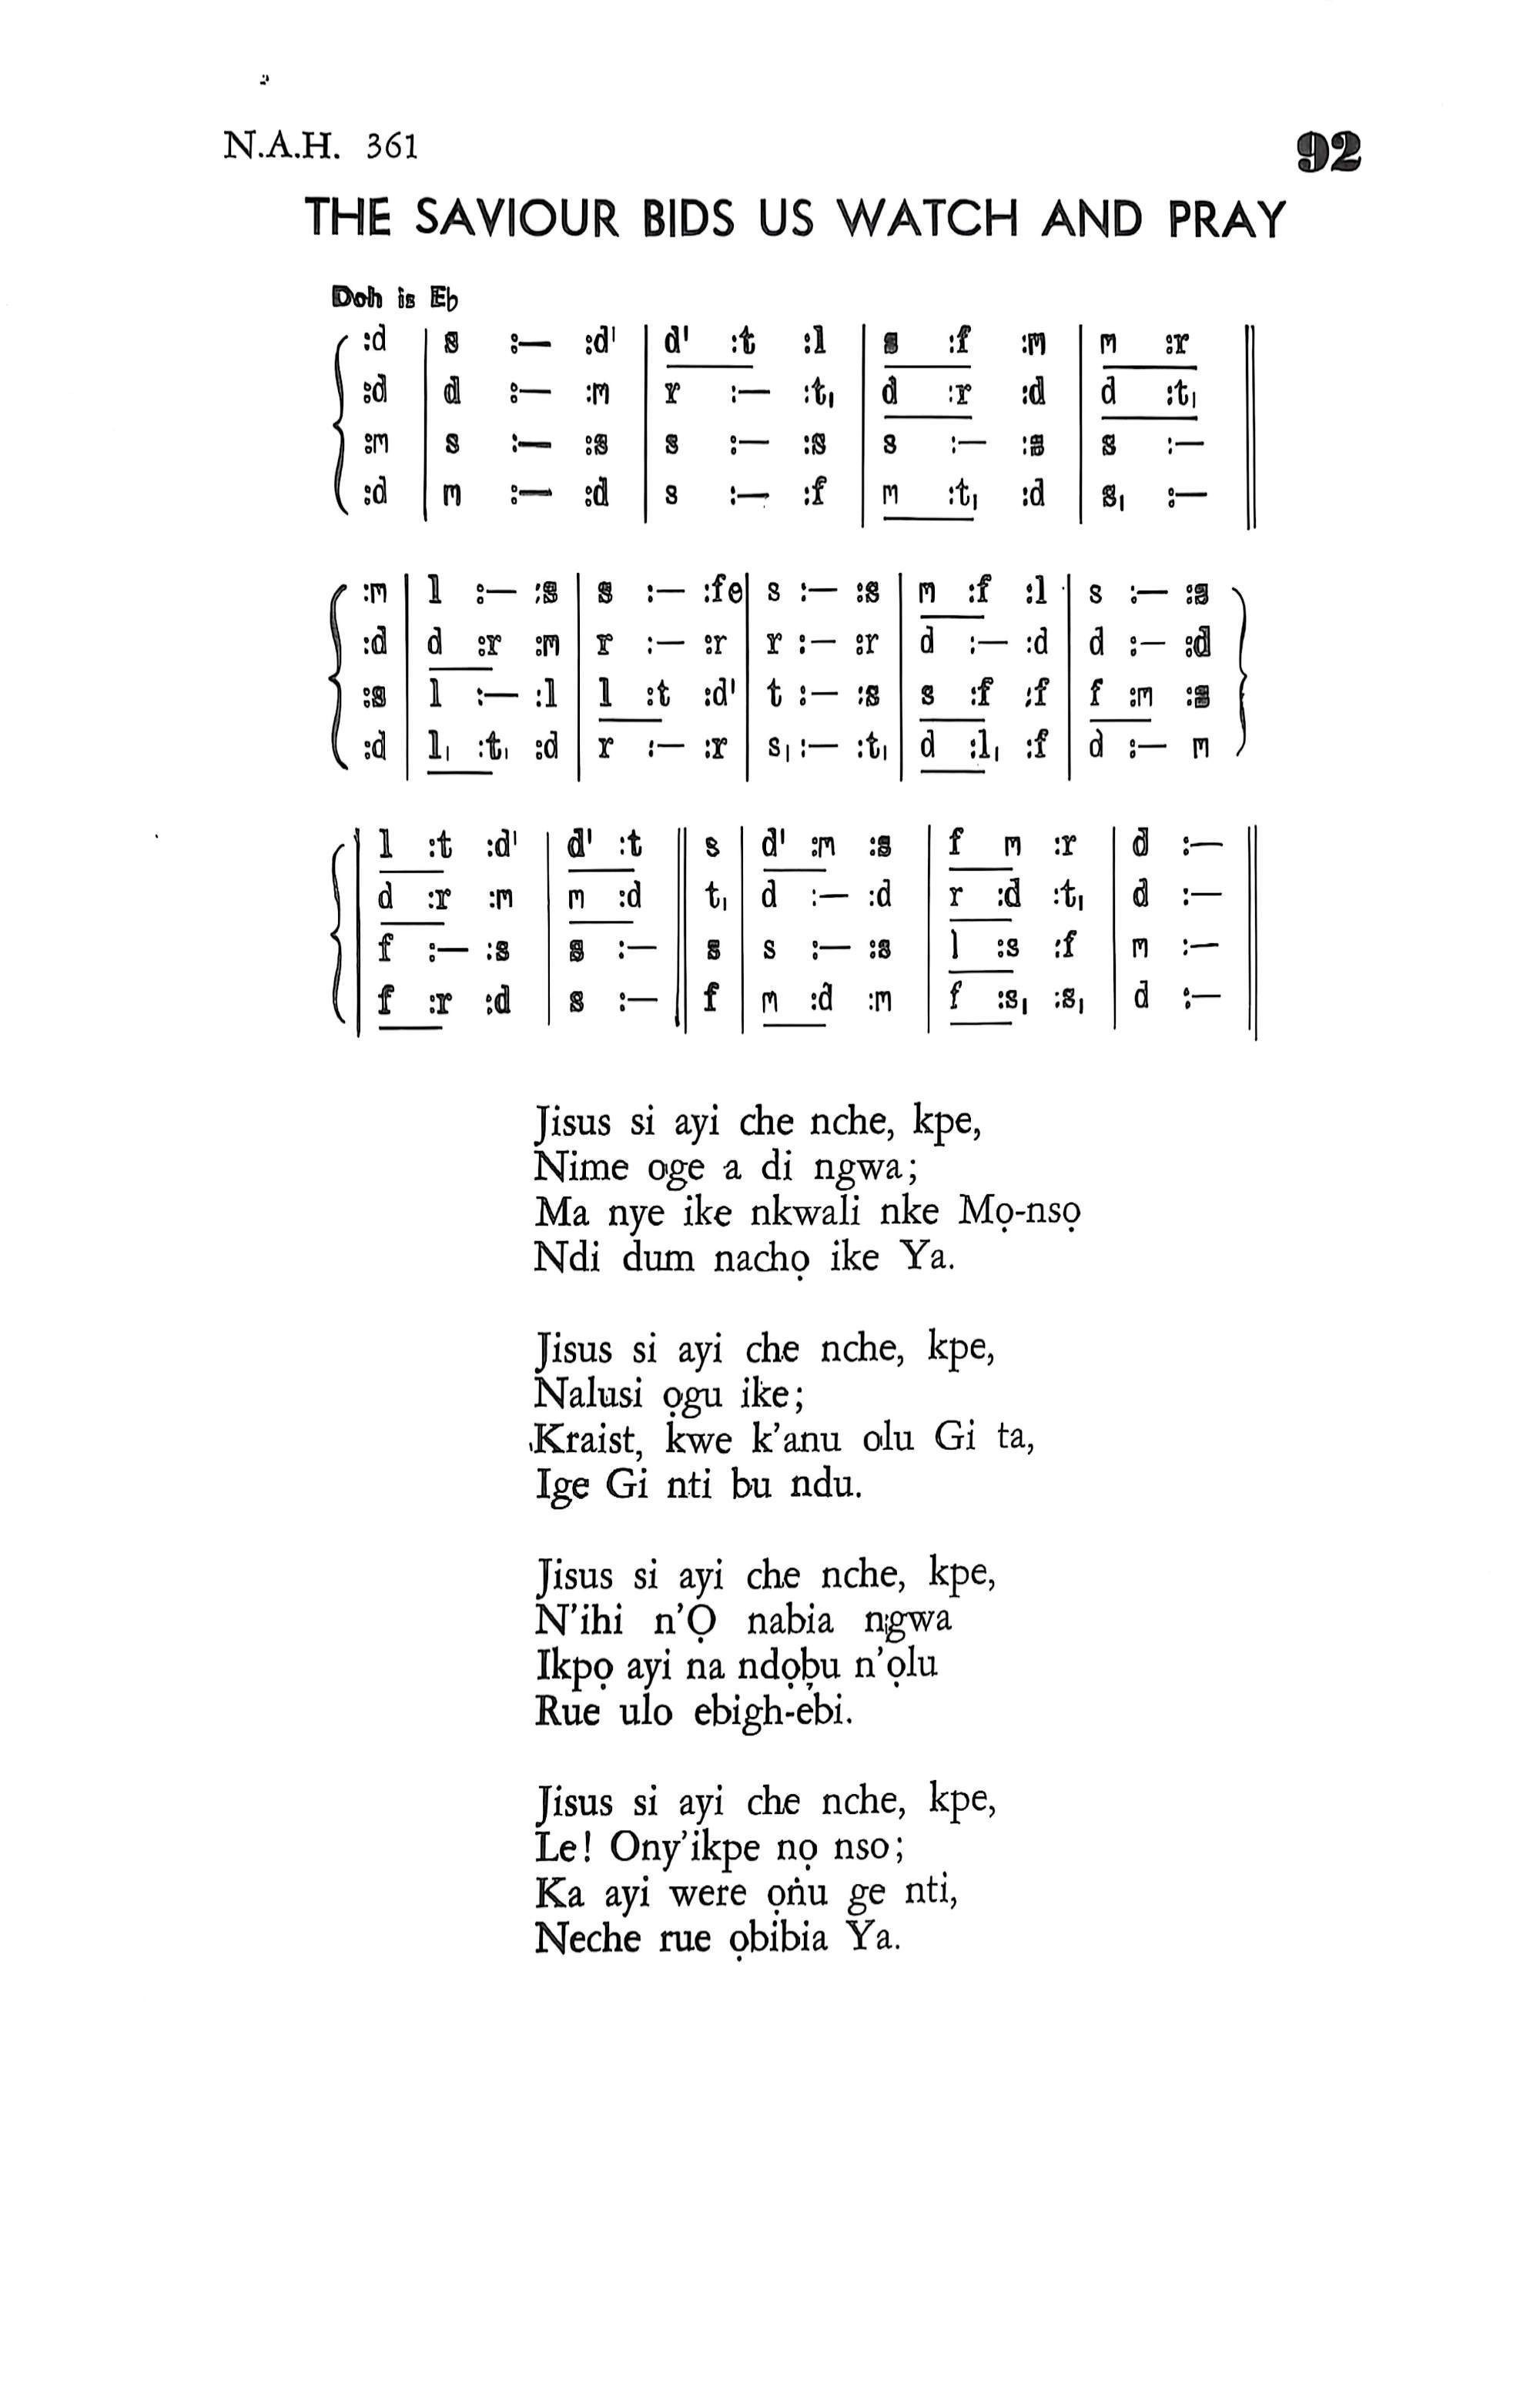 N.A.H. 361
92
THE SAVIOUR BIDS US WATCH AND PRAY
Doh is E♭
:d | s :— :d' | d' :t :l | s :f :m | m :r ||
:d | d :— :m | r :— :t, | d :r :d | d :t, ||
:m | s :— :s | s :— :s | s :— :s | s :— ||
:d | m :— :d | s :— :f | m :t, :d | s, :— ||
:m | l :— :s | s :— :fe | s :— :s | m :f :l | s :— :s
:d | d :r :m | r :— :r | r :— :r | d :— :d | d :— :d
:s | l :— :l | l :t :d' | t :— :s | s :f :f | f :m :s
:d | l, :t, :d | r :— :r | s, :— :t, | d :l, :f | d :— m
| l :t :d' | d' :t || s | d' :m :s | f m :r | d :— ||
| d :r :m | m :d || t, | d :— :d | r :d :t, | d :— ||
| f :— :s | s :— || s | s :— :s | l :s :f | m :— ||
| f :r :d | s :— || f | m :d :m | f :s, :s, | d :— ||
Jisus si ayi che nche, kpe,
Nime oge a di ngwa;
Ma nye ike nkwali nke Mọ-nsọ
Ndi dum nachọ ike Ya.
Jisus si ayi che nche, kpe,
Nalusi ọgu ike;
Kraist, kwe k’anu olu Gi ta,
Ige Gi nti bu ndu.
Jisus si ayi che nche, kpe,
N’ihi n’Ọ nabia ngwa
Ikpọ ayi na ndọḅu n’ọlu
Rue ulo ebigh-ebi.
Jisus si ayi che nche, kpe,
Le! Ony’ikpe nọ nso;
Ka ayi were ọṅu ge nti,
Neche rue ọbibia Ya.